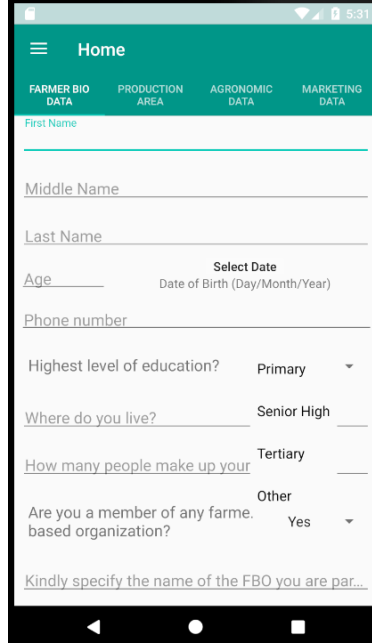 5:31
Home
FARMER BIO PRODUCTION AGRONOMIC MARKETING
DATA AREA DATA DATA
First Name
Middle Name
Last Name
Select Date
Age Date of Birth (Day/Month/Year)
Phone number
Highest level of education? Primary
Where do you live? Senior High
How many people make up your Tertiary
Other
Are you a member of any farme. Yes
based organization?
Kindly specify the name of the FBO you are par...